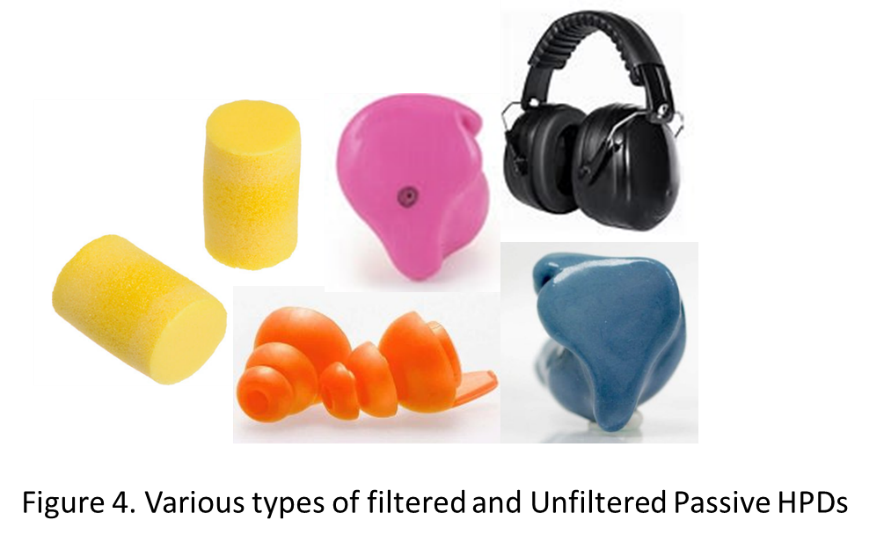 Figure 4. Various types of filtered and Unfiltered Passive HPDs